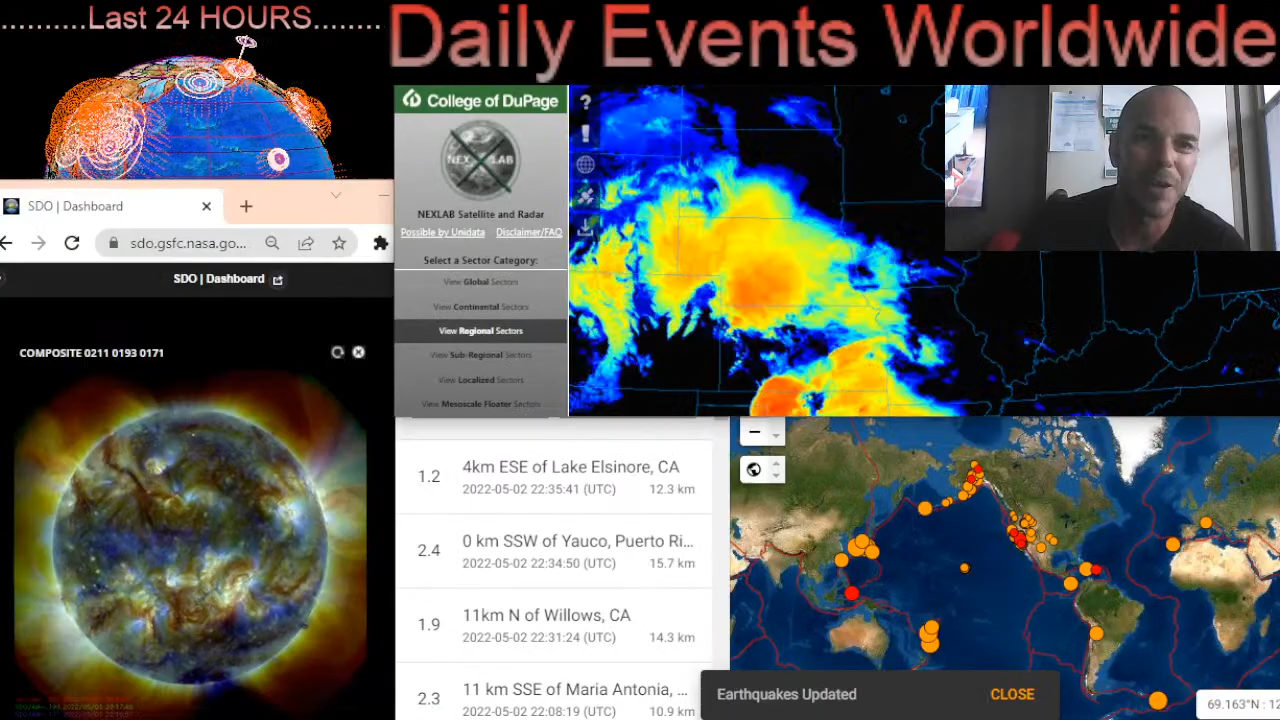 ..........Last 24 HOURS........
Daily Events Worldwide
College of DuPage
NEX LAB
NEXLAB Satellite and Radar
Possible by Unidata Disclaimer/FAQ
Select a Sector Category:
View Global Sectors
View Continental Sectors
View Regional Sectors
View Sub-Regional Sectors
View Localized Sectors
View Mesoscale Floater Sectors
?
!
SDO | Dashboard
sdo.gsfc.nasa.go...
SDO | Dashboard
COMPOSITE 0211 0193 0171
1.2
4km ESE of Lake Elsinore, CA
2022-05-02 22:35:41 (UTC) 12.3 km
2.4
0 km SSW of Yauco, Puerto Ri...
2022-05-02 22:34:50 (UTC) 15.7 km
1.9
11km N of Willows, CA
2022-05-02 22:31:24 (UTC) 14.3 km
2.3
11 km SSE of Maria Antonia, ...
2022-05-02 22:08:19 (UTC) 10.9 km
Earthquakes Updated CLOSE
69.163°N : 12